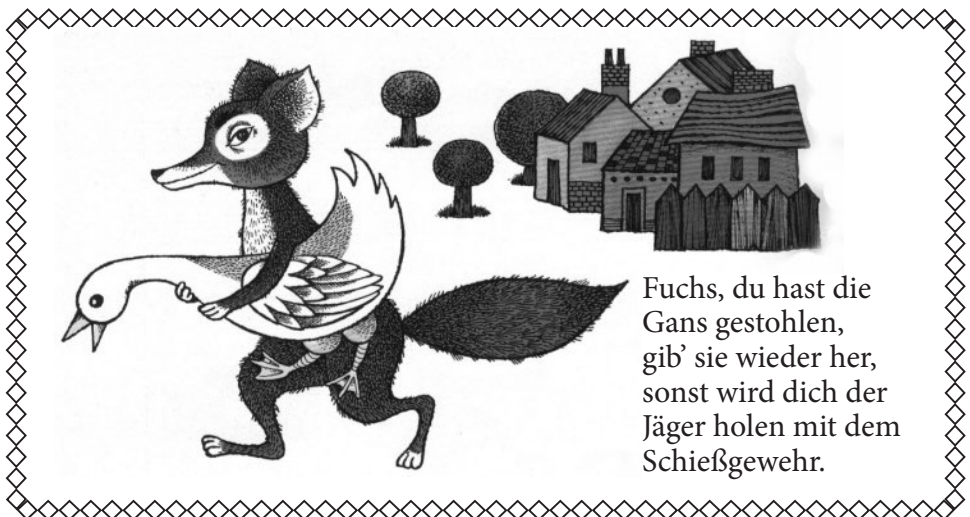 Fuchs, du hast die
Gans gestohlen,
gib’ sie wieder her,
sonst wird dich der
Jäger holen mit dem
Schießgewehr.